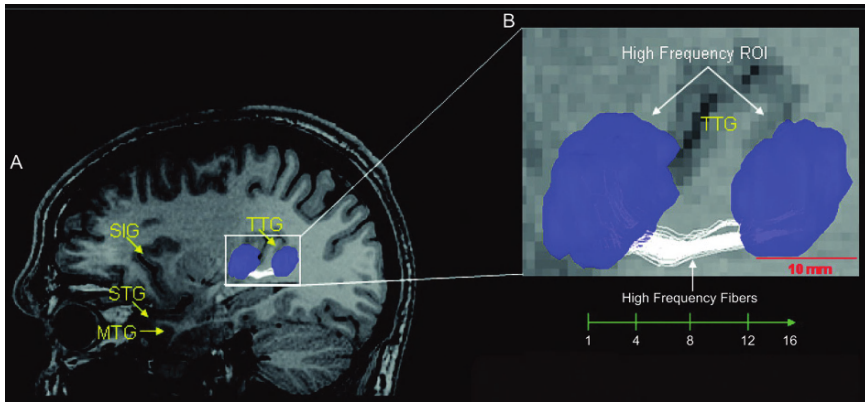 A
SIG
TTG
STG
MTG
B
High Frequency ROI
TTG
10 mm
High Frequency Fibers
1 4 8 12 16